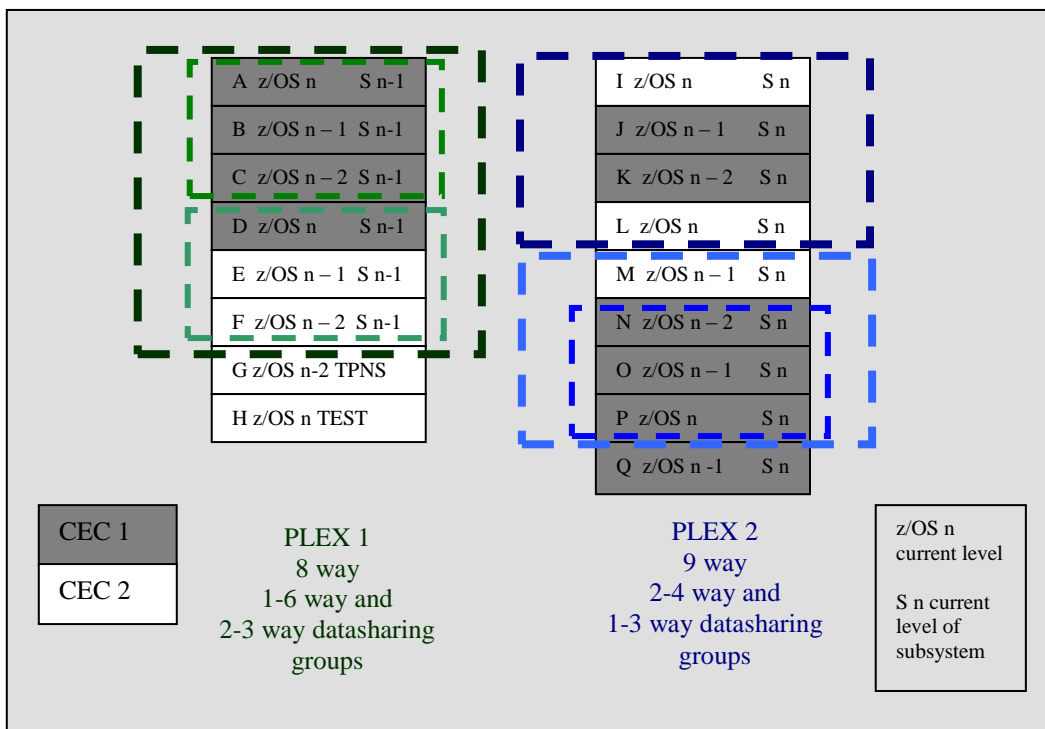 A z/OS n S n-1
B z/OS n – 1 S n-1
C z/OS n – 2 S n-1
D z/OS n S n-1
E z/OS n – 1 S n-1
F z/OS n – 2 S n-1
G z/OS n-2 TPNS
H z/OS n TEST
I z/OS n S n
J z/OS n – 1 S n
K z/OS n – 2 S n
L z/OS n S n
M z/OS n – 1 S n
N z/OS n – 2 S n
O z/OS n – 1 S n
P z/OS n S n
Q z/OS n -1 S n
CEC 1
CEC 2
PLEX 1
8 way
1-6 way and
2-3 way datasharing
groups
PLEX 2
9 way
2-4 way and
1-3 way datasharing
groups
z/OS n
current level
S n current
level of
subsystem